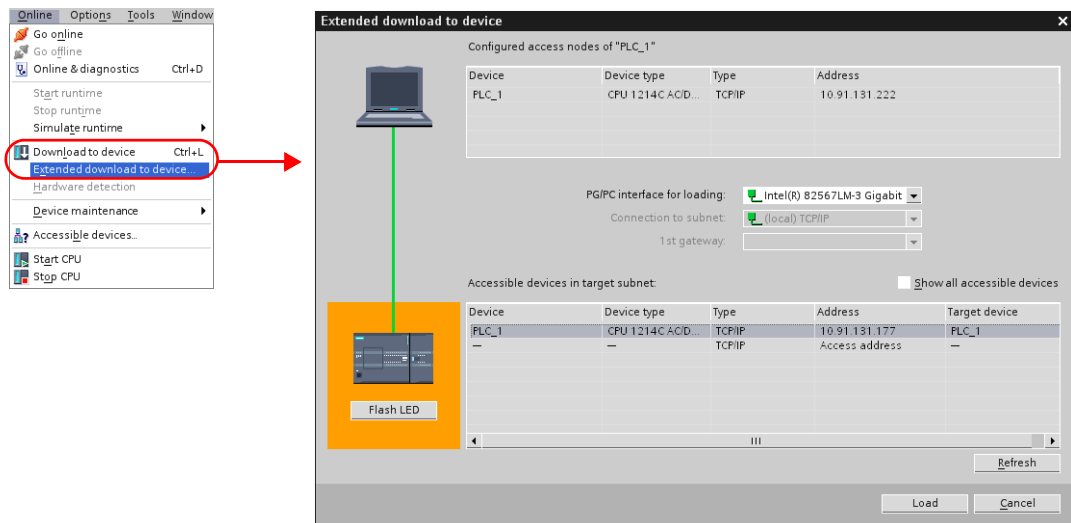 Online Options Tools Window
Go online
Go offline
Online & diagnostics Ctrl+D
Start runtime
Stop runtime
Simulate runtime
Download to device Ctrl+L
Extended download to device...
Hardware detection
Device maintenance
Accessible devices...
Start CPU
Stop CPU
Extended download to device
Configured access nodes of "PLC_1"
Device Device type Type Address
PLC_1 CPU 1214C AC/D... TCP/IP 10.91.131.222
PG/PC interface for loading: Intel(R) 82567LM-3 Gigabit
Connection to subnet: (local) TCP/IP
1st gateway:
Accessible devices in target subnet: Show all accessible devices
Device Device type Type Address Target device
PLC_1 CPU 1214C AC/D... TCP/IP 10.91.131.177 PLC_1
— — TCP/IP Access address —
Flash LED
Refresh
Load Cancel